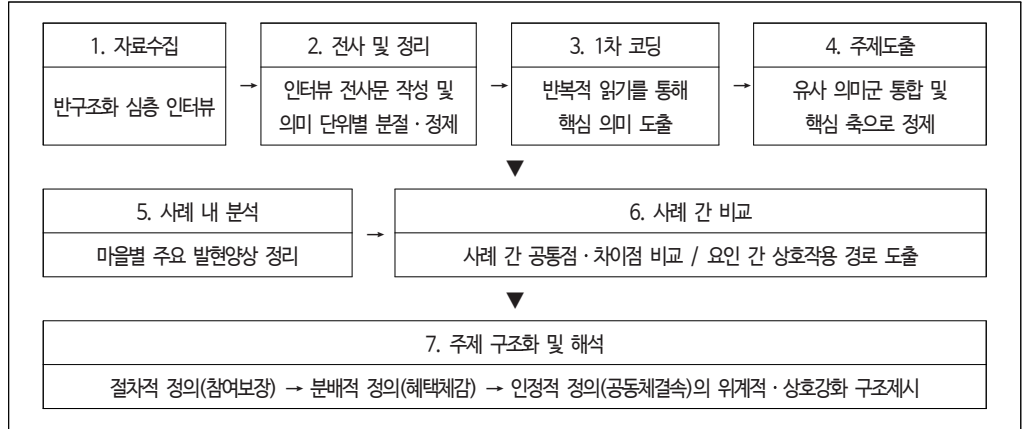 1. 자료수집
반구조화 심층 인터뷰
→
2. 전사 및 정리
인터뷰 전사문 작성 및
의미 단위별 분절·정제
→
3. 1차 코딩
반복적 읽기를 통해
핵심 의미 도출
→
4. 주제도출
유사 의미군 통합 및
핵심 축으로 정제
▼
5. 사례 내 분석
마을별 주요 발현양상 정리
→
6. 사례 간 비교
사례 간 공통점·차이점 비교 / 요인 간 상호작용 경로 도출
▼
7. 주제 구조화 및 해석
절차적 정의(참여보장) → 분배적 정의(혜택체감) → 인정적 정의(공동체결속)의 위계적·상호강화 구조제시